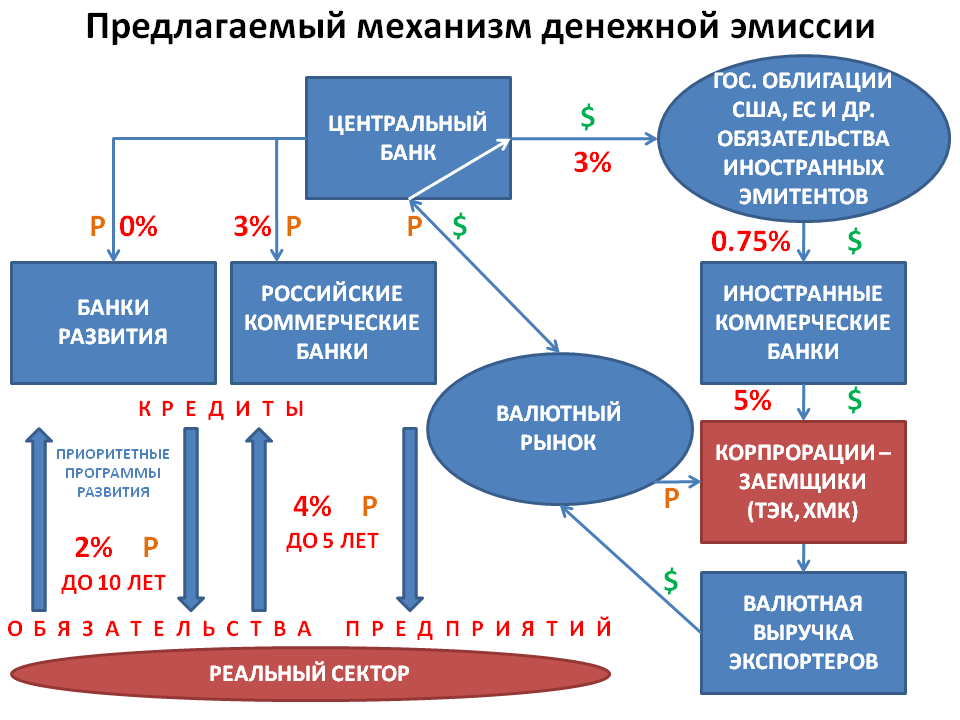 Предлагаемый механизм денежной эмиссии
ЦЕНТРАЛЬНЫЙ
БАНК
$
3%
ГОС. ОБЛИГАЦИИ
США, ЕС И ДР.
ОБЯЗАТЕЛЬСТВА
ИНОСТРАННЫХ
ЭМИТЕНТОВ
Р 0%
3% Р
Р $
0.75% $
БАНКИ
РАЗВИТИЯ
РОССИЙСКИЕ
КОММЕРЧЕСКИЕ
БАНКИ
ИНОСТРАННЫЕ
КОММЕРЧЕСКИЕ
БАНКИ
5% $
К Р Е Д И Т Ы
ВАЛЮТНЫЙ
РЫНОК
КОРПРОРАЦИИ –
ЗАЕМЩИКИ
(ТЭК, ХМК)
Р
ПРИОРИТЕТНЫЕ
ПРОГРАММЫ
РАЗВИТИЯ
2% Р
ДО 10 ЛЕТ
4% Р
ДО 5 ЛЕТ
$
ВАЛЮТНАЯ
ВЫРУЧКА
ЭКСПОРТЕРОВ
О Б Я З А Т Е Л Ь С Т В А П Р Е Д П Р И Я Т И Й
РЕАЛЬНЫЙ СЕКТОР